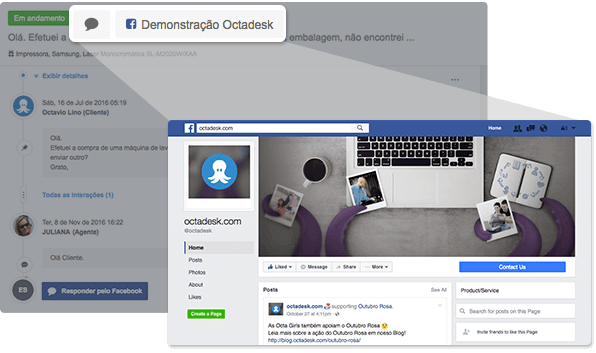 Em andamento
Demonstração Octadesk
Olá. Efetuei a
embalagem, não encontrei ...
Impressora, Samsung, Laser Monocromática SL-M2020W/XAA
Exibir detalhes
Sáb, 16 de Jul de 2016 05:19
Octavio Lino (Cliente)
Olá.
Efetuei a compra de uma máquina de lav
enviar outro?
Grato,
Todas as interações (1)
Ter, 8 de Nov de 2016 16:22
JULIANA (Agente)
Olá Cliente.
ES
Responder pelo Facebook
octadesk.com
Home
octadesk.com
@octadesk
Home
Posts
Photos
About
Likes
Create a Page
Liked
Message
Share
More
Contact Us
Posts
See All
octadesk.com supporting Outubro Rosa.
October 27 at 4:11pm
As Octa Girls também apoiam o Outubro Rosa
Leia mais sobre a ação do Outubro Rosa em nosso Blog!
http://blog.octadesk.com/outubro-rosa/
Product/Service
Search for posts on this Page
Invite friends to like this Page